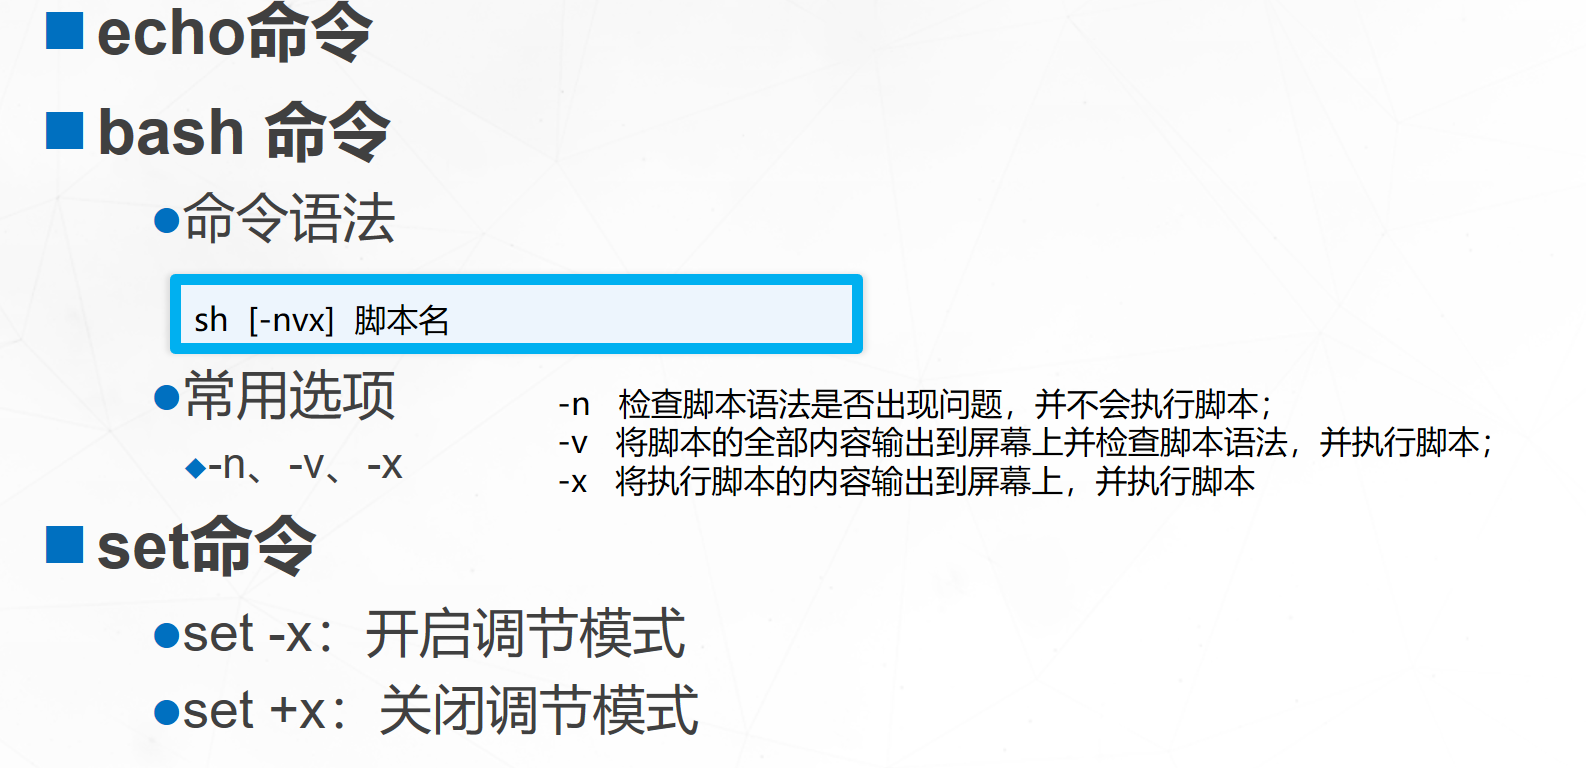 echo命令
bash 命令
命令语法
sh [-nvx] 脚本名
常用选项
-n、-v、-x
-n 检查脚本语法是否出现问题，并不会执行脚本；
-v 将脚本的全部内容输出到屏幕上并检查脚本语法，并执行脚本；
-x 将执行脚本的内容输出到屏幕上，并执行脚本
set命令
set -x：开启调节模式
set +x：关闭调节模式